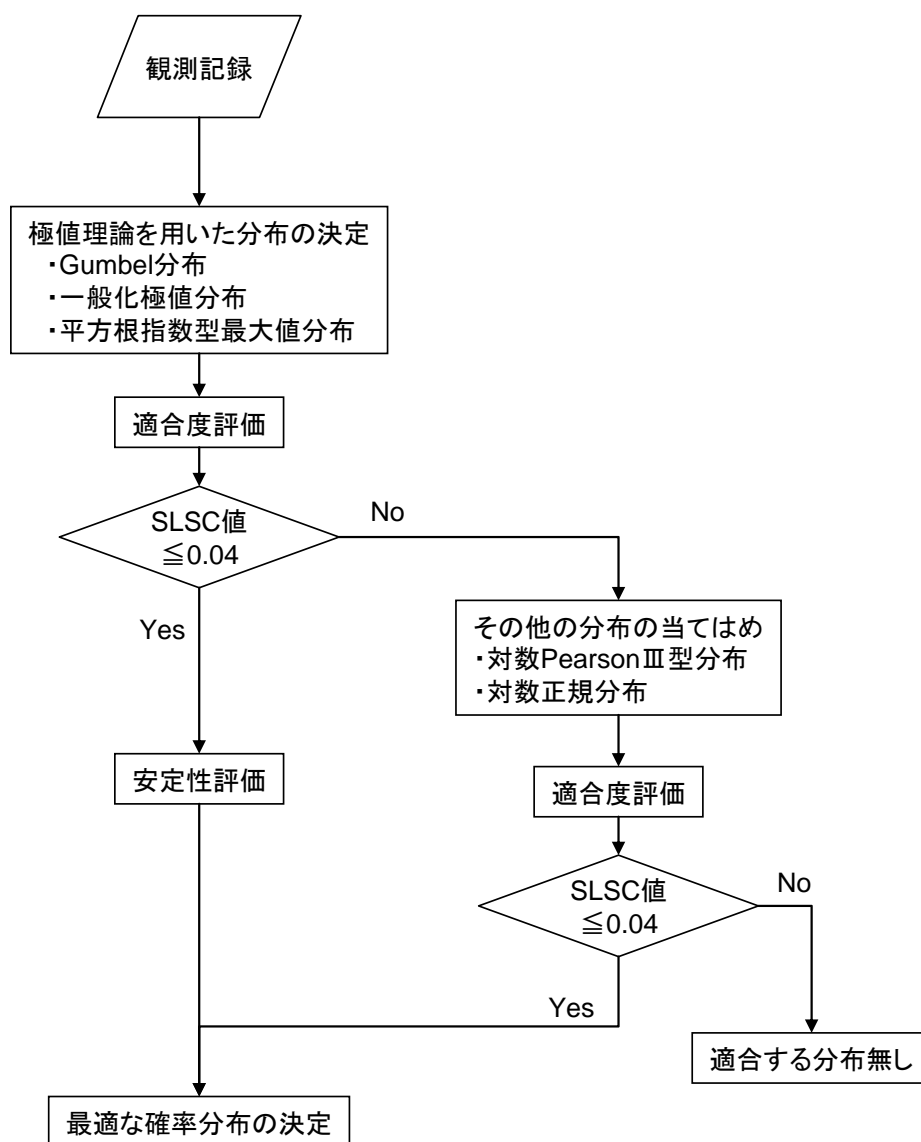 観測記録
極値理論を用いた分布の決定
・Gumbel分布
・一般化極値分布
・平方根指数型最大値分布
適合度評価
SLSC値
≦0.04
No
Yes
その他の分布の当てはめ
・対数PearsonⅢ型分布
・対数正規分布
安定性評価
適合度評価
SLSC値
≦0.04
No
Yes
適合する分布無し
最適な確率分布の決定